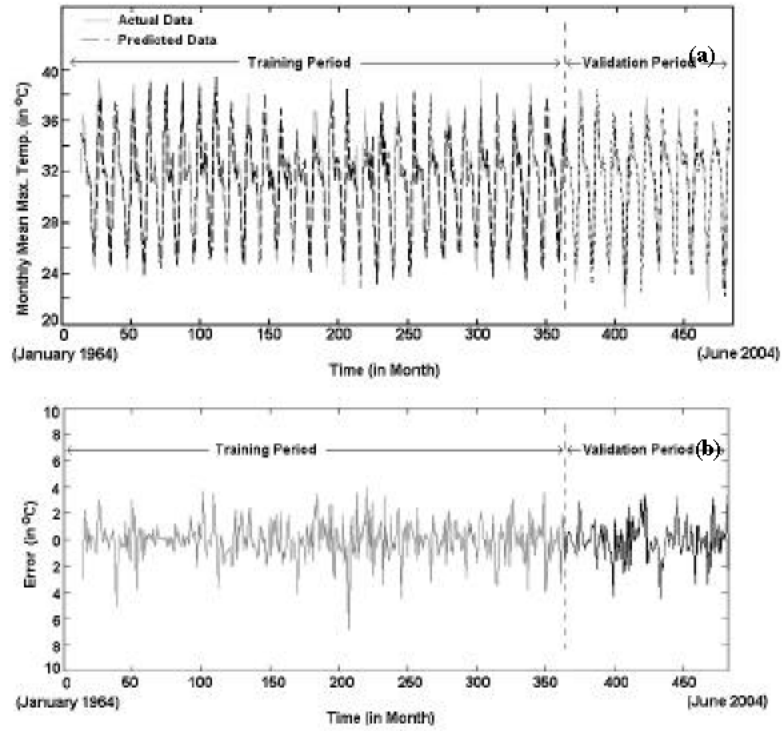 Actual Data
Predicted Data
Training Period
Validation Period
(a)
Monthly Mean Max. Temp. (in ºC)
40
36
32
28
24
20
0 50 100 150 200 250 300 350 400 450
(January 1964)
(June 2004)
Time (in Month)
Training Period
Validation Period
(b)
Error (in ºC)
10
8
6
4
2
0
2
4
6
8
10
0 50 100 150 200 250 300 350 400 450
(January 1964)
(June 2004)
Time (in Month)